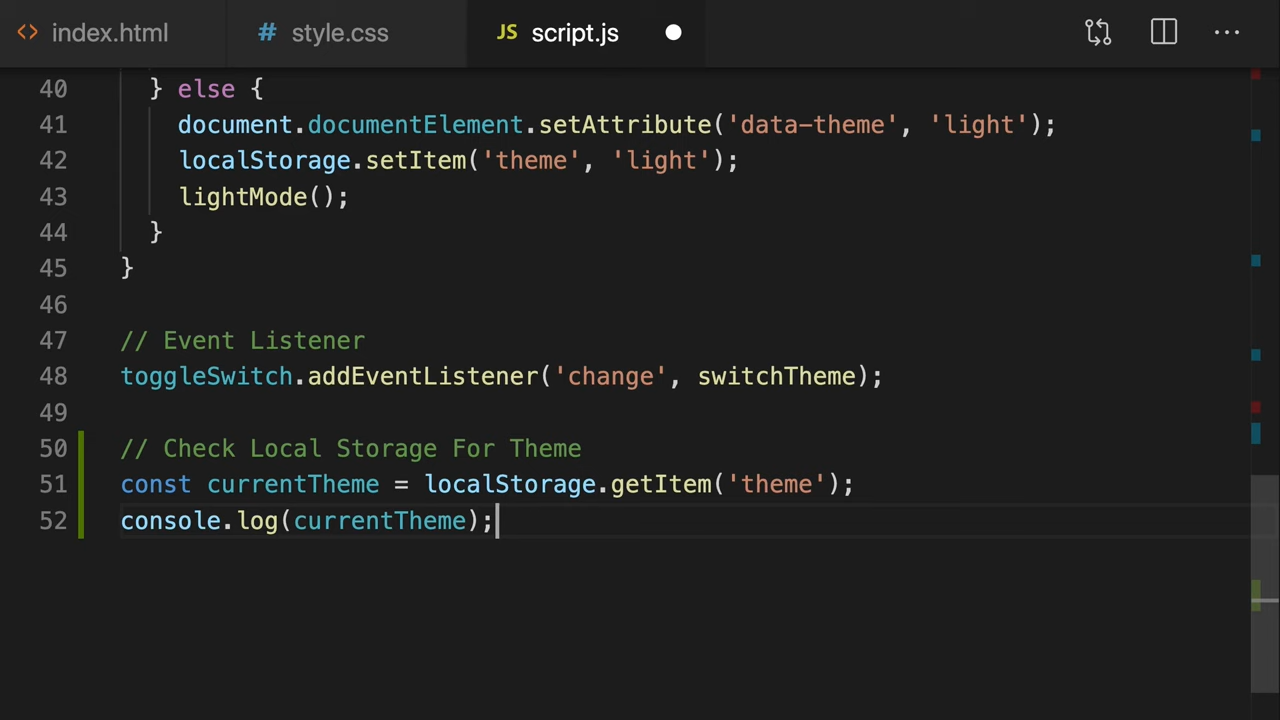 <> index.html # style.css JS script.js ● ...
40 } else {
41 document.documentElement.setAttribute('data-theme', 'light');
42 localStorage.setItem('theme', 'light');
43 lightMode();
44 }
45 }
46
47 // Event Listener
48 toggleSwitch.addEventListener('change', switchTheme);
49
50 // Check Local Storage For Theme
51 const currentTheme = localStorage.getItem('theme');
52 console.log(currentTheme);